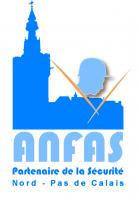 ANFAS
Partenaire de la Sécurité
Nord - Pas de Calais